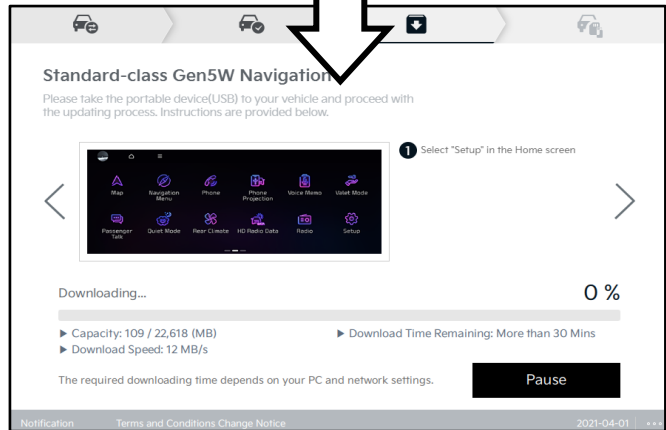 Standard-class Gen5W Navigation
Please take the portable device(USB) to your vehicle and proceed with
the updating process. Instructions are provided below.
1 Select "Setup" in the Home screen
Map Navigation Menu Phone Phone Projection Voice Memo Valet Mode
Passenger Talk Quiet Mode Rear Climate HD Radio Data Radio Setup
Downloading...
0 %
▶ Capacity: 109 / 22,618 (MB)
▶ Download Time Remaining: More than 30 Mins
▶ Download Speed: 12 MB/s
The required downloading time depends on your PC and network settings.
Pause
Notification Terms and Conditions Change Notice 2021-04-01